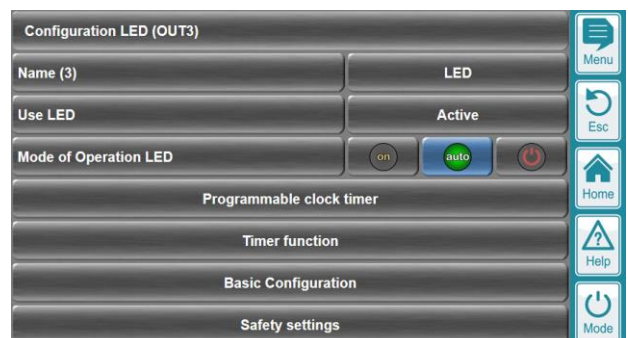 Configuration LED (OUT3)
Menu
Name (3) LED
Use LED Active
Esc
Mode of Operation LED on auto
Home
Programmable clock timer
Timer function
Help
Basic Configuration
Safety settings
Mode